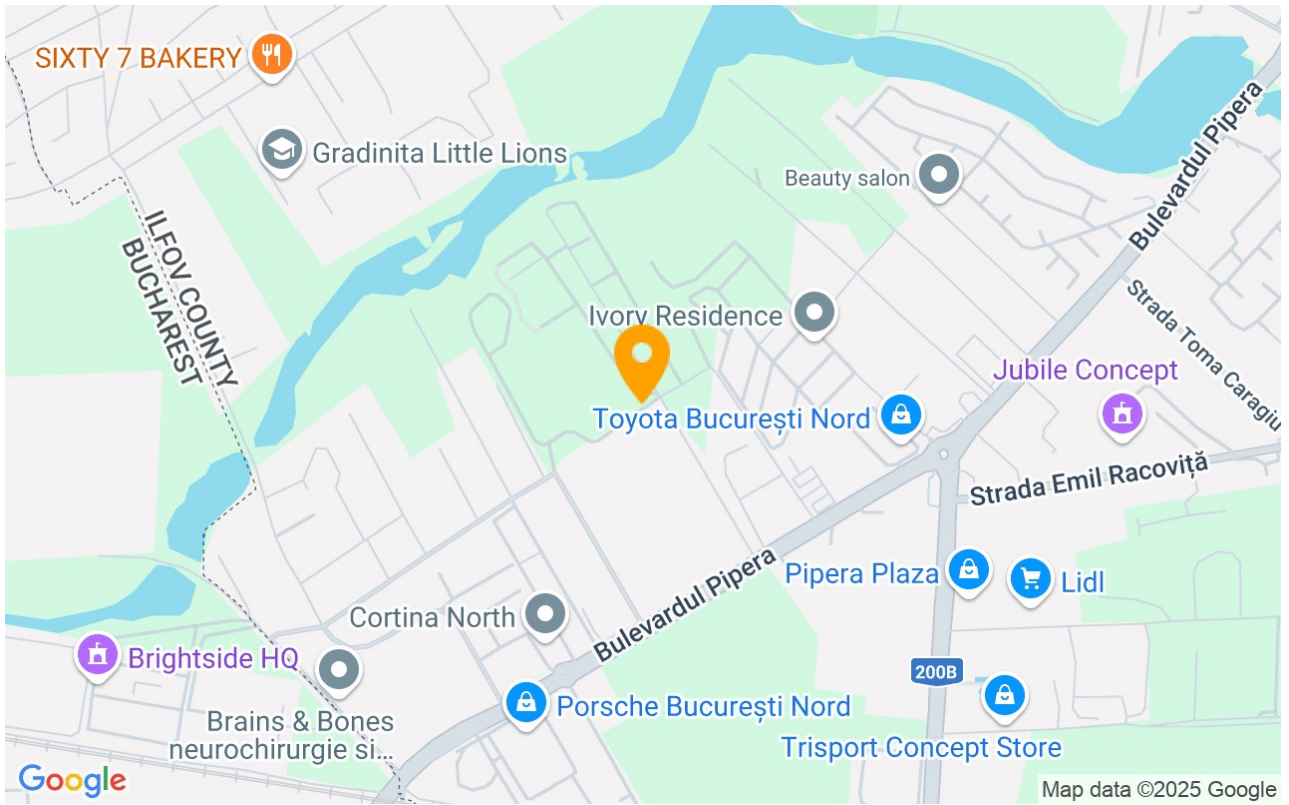 SIXTY 7 BAKERY
Gradinita Little Lions
Beauty salon
Bulevardul Pipera
ILFOV COUNTY
BUCHAREST
Ivory Residence
Strada Toma Caragiu
Jubile Concept
Toyota București Nord
Strada Emil Racoviță
Bulevardul Pipera
Pipera Plaza
Lidl
Cortina North
Brightside HQ
200B
Porsche București Nord
Brains & Bones
neurochirurgie si...
Trisport Concept Store
Google
Map data ©2025 Google